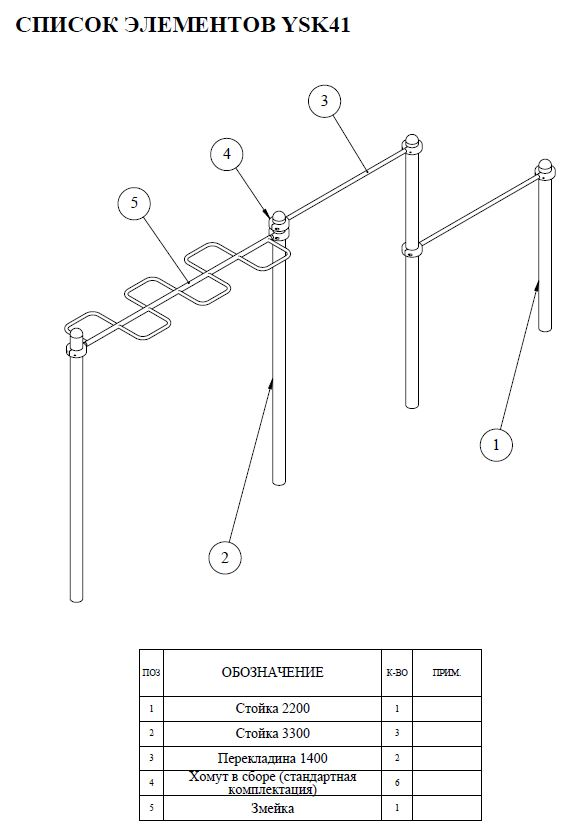 СПИСОК ЭЛЕМЕНТОВ YSK41
3
4
5
1
2
ПОЗ ОБОЗНАЧЕНИЕ К-ВО ПРИМ.
1 Стойка 2200 1
2 Стойка 3300 3
3 Перекладина 1400 2
4 Хомут в сборе (стандартная комплектация) 6
5 Змейка 1